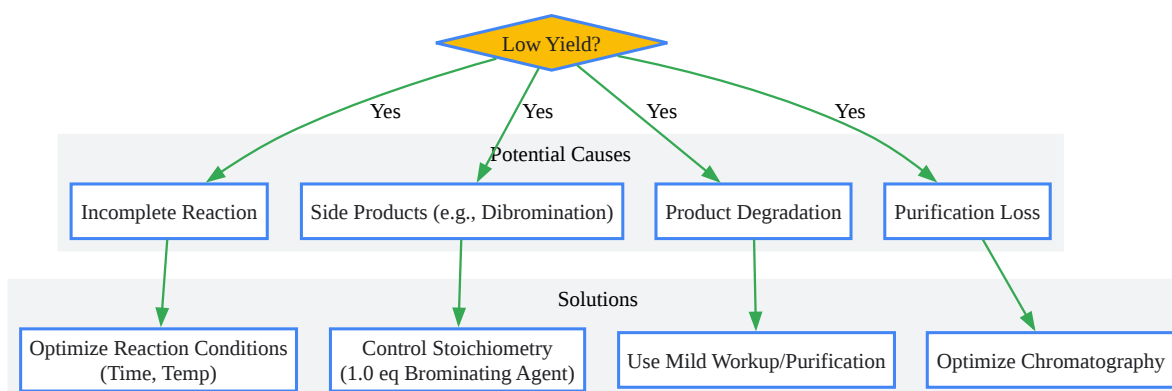 Low Yield?
Yes
Yes
Yes
Yes
Potential Causes
Incomplete Reaction
Side Products (e.g., Dibromination)
Product Degradation
Purification Loss
Solutions
Optimize Reaction Conditions
(Time, Temp)
Control Stoichiometry
(1.0 eq Brominating Agent)
Use Mild Workup/Purification
Optimize Chromatography